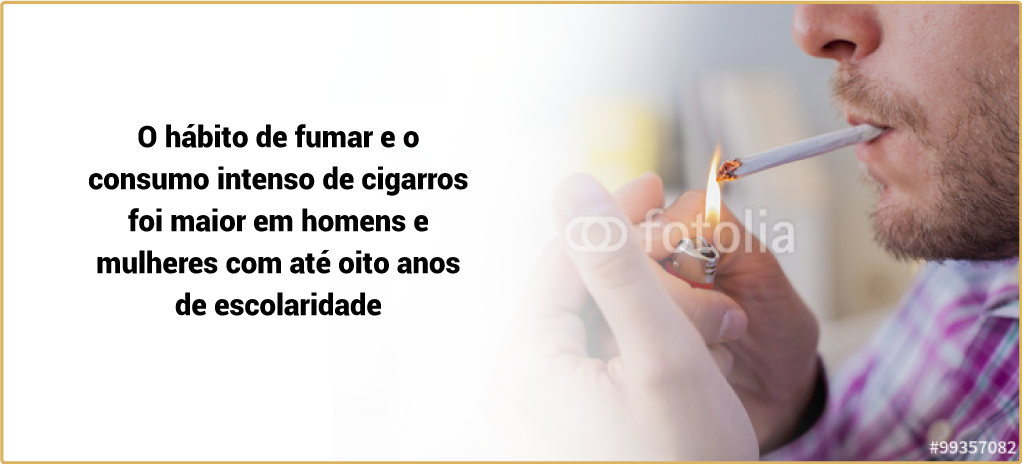 O hábito de fumar e o
consumo intenso de cigarros
foi maior em homens e
mulheres com até oito anos
de escolaridade
fotolia
#99357082